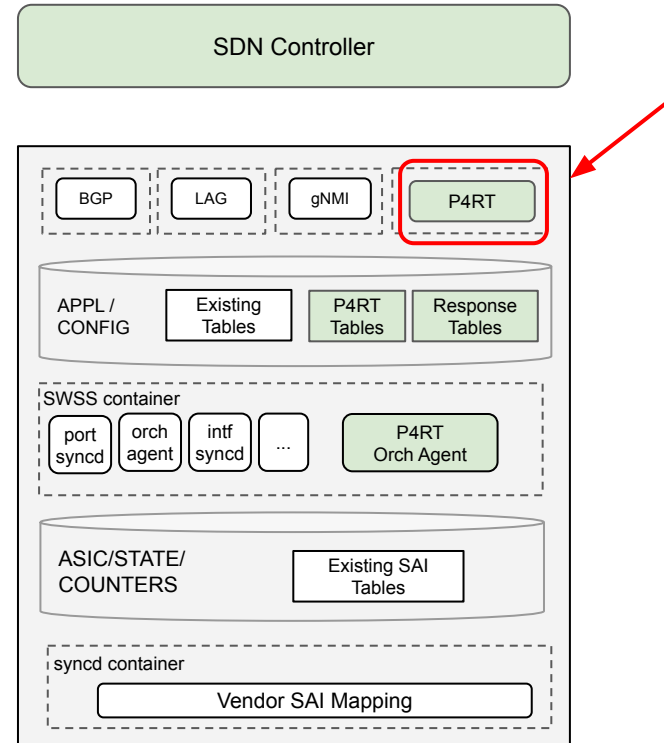 SDN Controller
BGP
LAG
gNMI
P4RT
APPL /
CONFIG
Existing
Tables
P4RT
Tables
Response
Tables
SWSS container
port
syncd
orch
agent
intf
syncd
...
P4RT
Orch Agent
ASIC/STATE/
COUNTERS
Existing SAI
Tables
syncd container
Vendor SAI Mapping